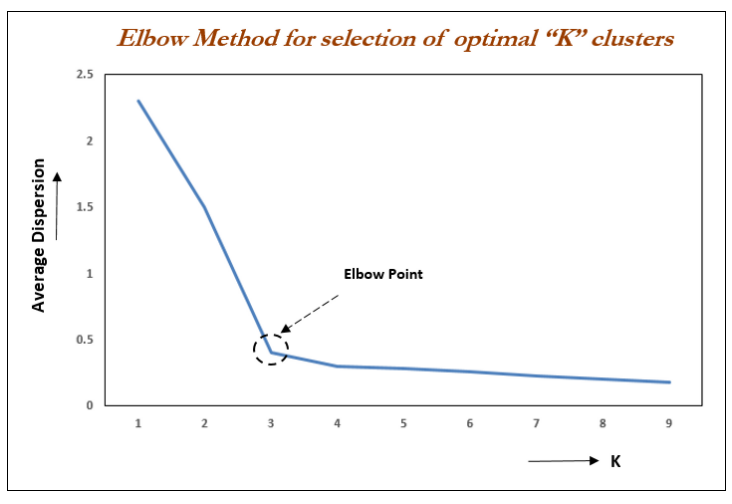 Elbow Method for selection of optimal “K” clusters
2.5
2
1.5
1
0.5
0
Average Dispersion
Elbow Point
1 2 3 4 5 6 7 8 9
K